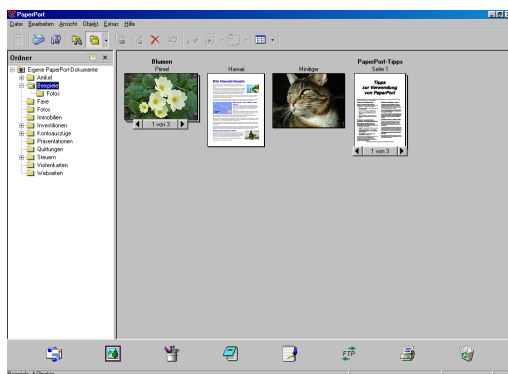 PaperPort
Datei Bearbeiten Ansicht Objekt Extras Hilfe
Ordner
Eigene PaperPort-Dokumente
Artikel
Beispiele
Fotos
Faxe
Fotos
Immobilien
Investitionen
Kontoauszüge
Präsentationen
Quittungen
Steuern
Visitenkarten
Webseiten
Blumen
Primel
1 von 3
Hawaii
Minitiger
PaperPort-Tipps
Seite 1
Tipps
zur Verwendung
von PaperPort
1 von 3
FTP